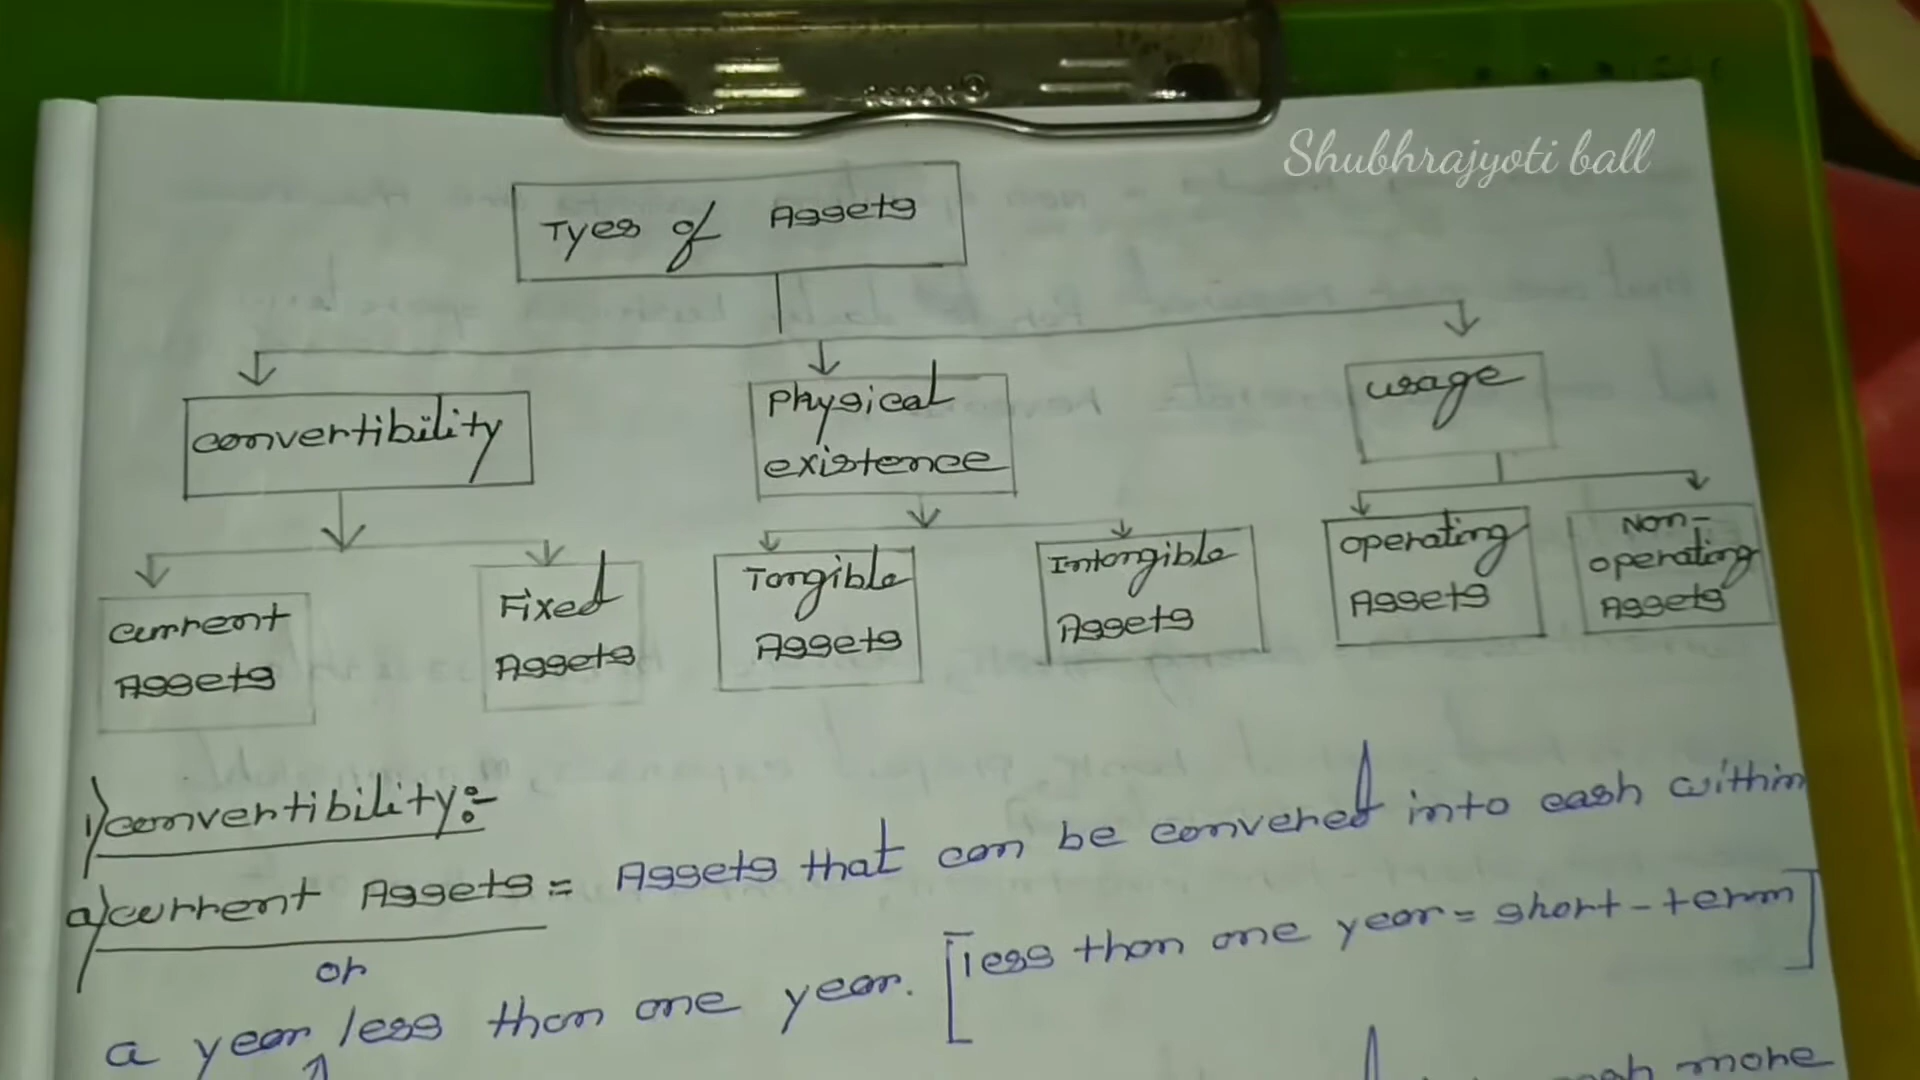 Shubhrajyoti ball
Tyes of Assets
convertibility
Physical
existence
usage
current
Assets
Fixed
Assets
Tangible
Assets
Intangible
Assets
operating
Assets
Non-
operating
Assets
1) convertibility:-
a) current Assets = Assets that can be convered into cash within
or
a year less than one year. [less than one year = short-term]
more